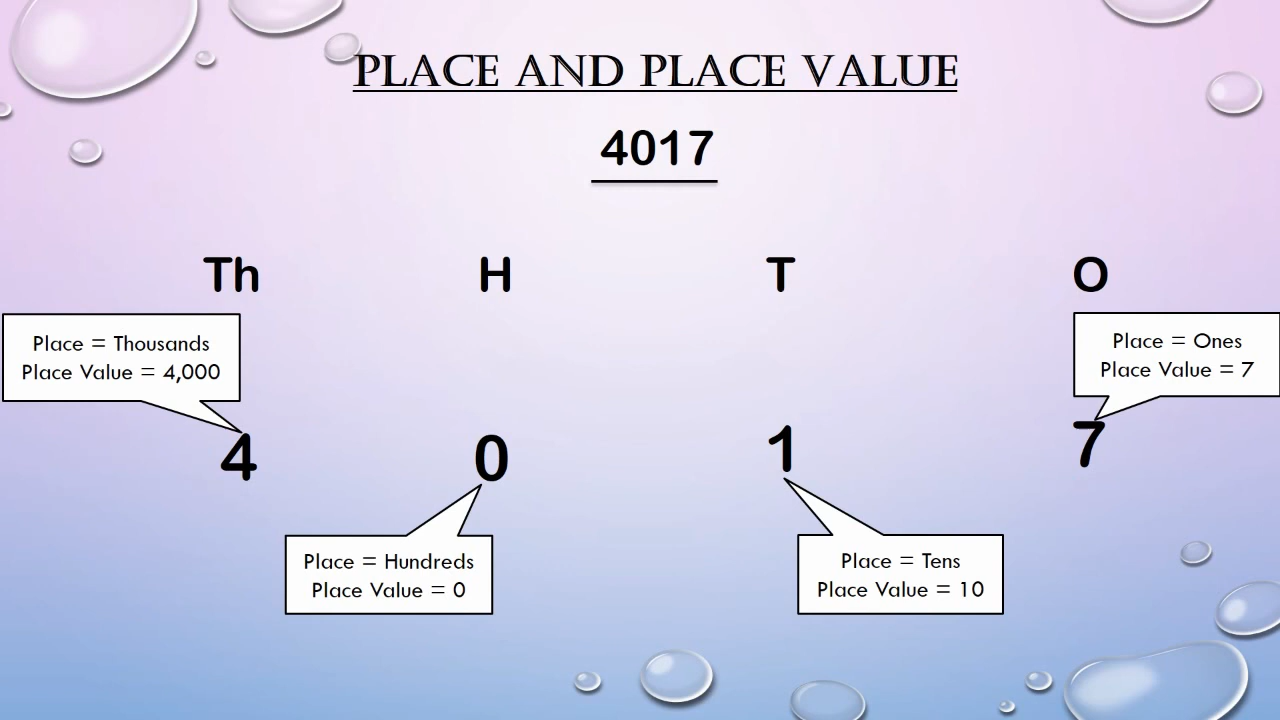 PLACE AND PLACE VALUE
4017
Th H T O
Place = Thousands
Place Value = 4,000
Place = Ones
Place Value = 7
4 0 1 7
Place = Hundreds
Place Value = 0
Place = Tens
Place Value = 10